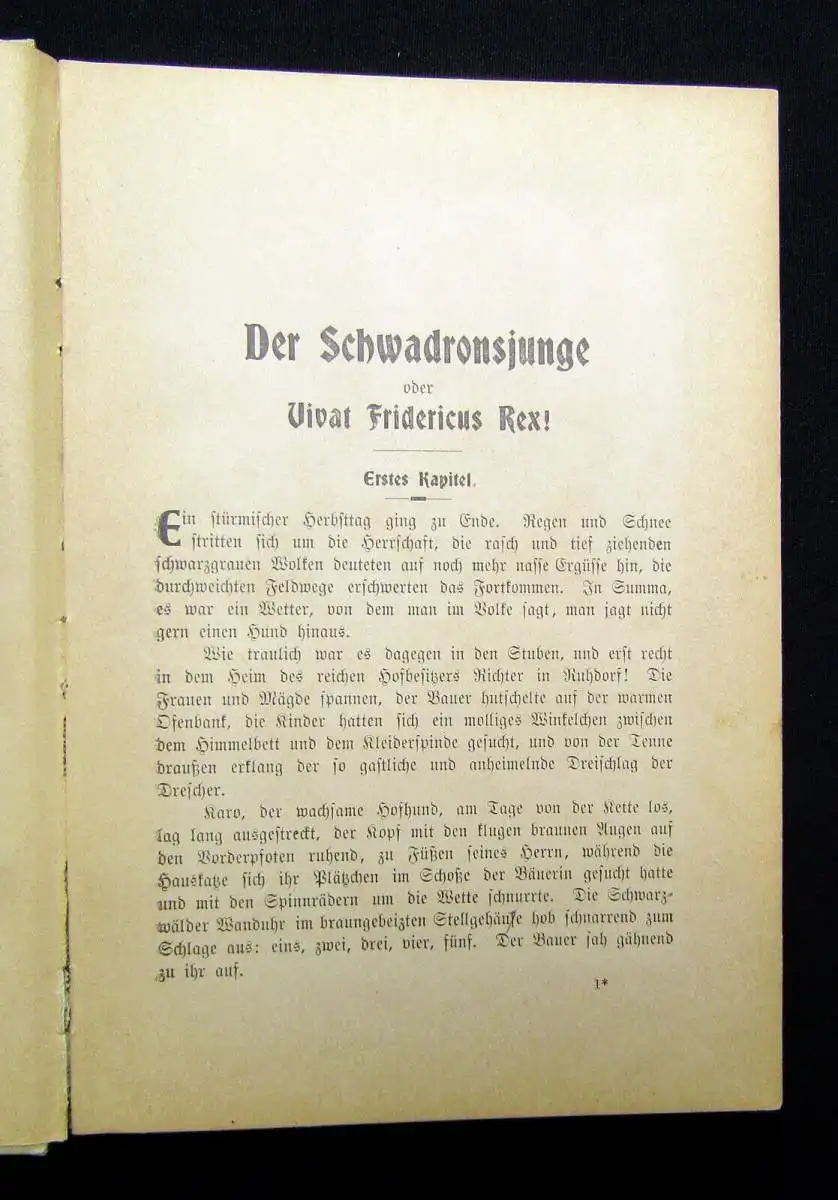 Der Schwadronsjunge
oder
Vivat Fridericus Rex!
Erstes Kapitel.
Ein stürmischer Herbsttag ging zu Ende. Regen und Schnee
stritten sich um die Herrschaft, die rasch und tief ziehenden
schwarzgrauen Wolken deuteten auf noch mehr nasse Ergüsse hin, die
durchweichten Feldwege erschwerten das Fortkommen. In Summa,
es war ein Wetter, von dem man im Volke sagt, man jagt nicht
gern einen Hund hinaus.
Wie traulich war es dagegen in den Stuben, und erst recht
in dem Heim des reichen Hofbesitzers Richter in Ruhdorf! Die
Frauen und Mägde spannen, der Bauer hutschelte auf der warmen
Ofenbank, die Kinder hatten sich ein molliges Winkelchen zwischen
dem Himmelbett und dem Kleiderspinde gesucht, und von der Tenne
draußen erklang der so gastliche und anheimelnde Dreischlag der
Drescher.
Karo, der wachsame Hofhund, am Tage von der Kette los,
lag lang ausgestreckt, der Kopf mit den klugen braunen Augen auf
den Vorderpfoten ruhend, zu Füßen seines Herrn, während die
Hauskatze sich ihr Plätzchen im Schoße der Bäuerin gesucht hatte
und mit den Spinnrädern um die Wette schnurrte. Die Schwarz-
wälder Wanduhr im braungebeizten Stellgehäuse hob schnarrend zum
Schlage aus: eins, zwei, drei, vier, fünf. Der Bauer sah gähnend
zu ihr auf.
1*